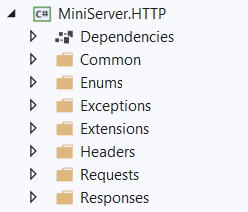 C# MiniServer.HTTP
Dependencies
Common
Enums
Exceptions
Extensions
Headers
Requests
Responses